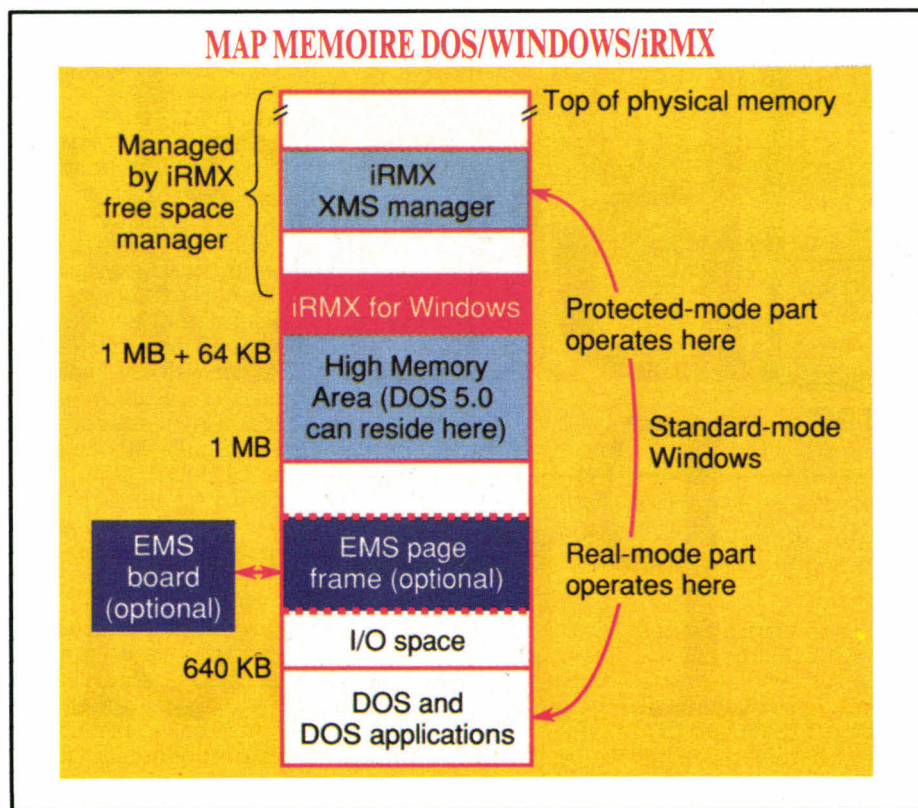 MAP MEMOIRE DOS/WINDOWS/iRMX
Top of physical memory
Managed
by iRMX
free space
manager
iRMX
XMS manager
iRMX for Windows
Protected-mode part
operates here
1 MB + 64 KB
High Memory
Area (DOS 5.0
can reside here)
1 MB
Standard-mode
Windows
EMS
board
(optional)
EMS page
frame (optional)
Real-mode part
operates here
I/O space
640 KB
DOS and
DOS applications